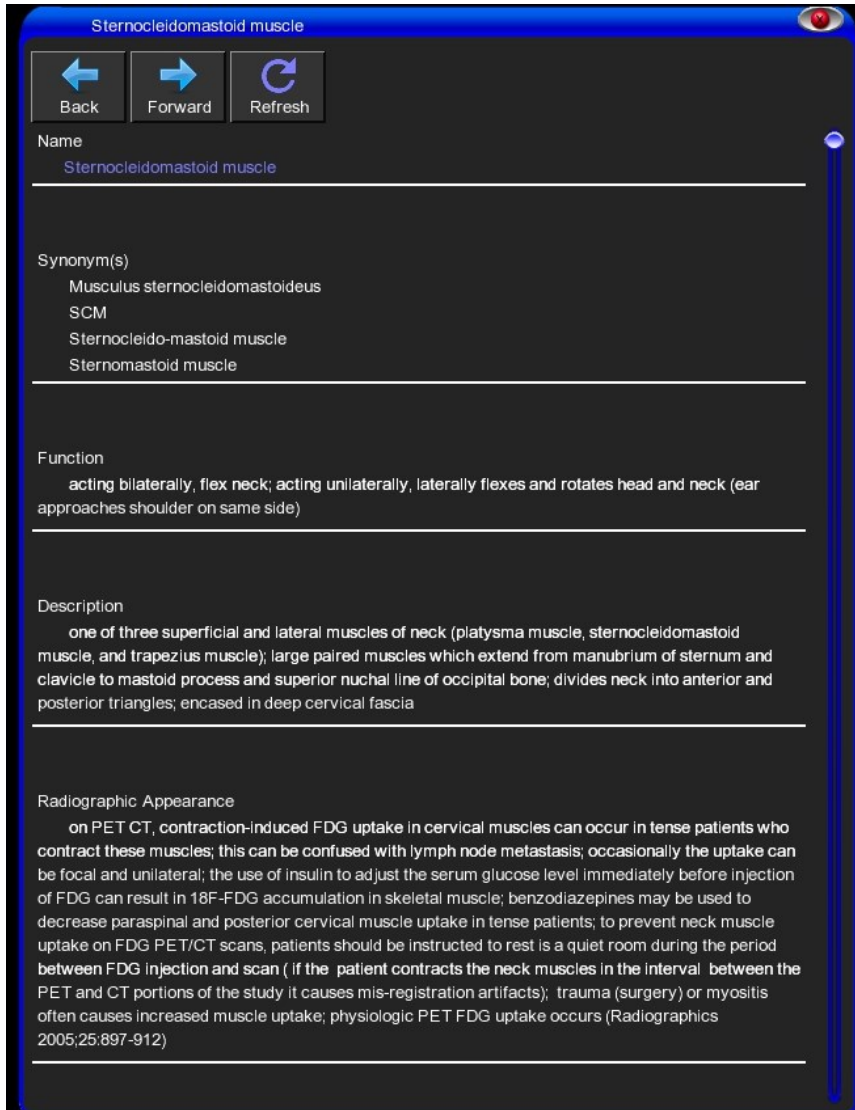 Sternocleidomastoid muscle
Back
Forward
Refresh
Name
Sternocleidomastoid muscle
Synonym(s)
Musculus sternocleidomastoideus
SCM
Sternocleido-mastoid muscle
Sternomastoid muscle
Function
acting bilaterally, flex neck; acting unilaterally, laterally flexes and rotates head and neck (ear
approaches shoulder on same side)
Description
one of three superficial and lateral muscles of neck (platysma muscle, sternocleidomastoid
muscle, and trapezius muscle); large paired muscles which extend from manubrium of sternum and
clavicle to mastoid process and superior nuchal line of occipital bone; divides neck into anterior and
posterior triangles; encased in deep cervical fascia
Radiographic Appearance
on PET CT, contraction-induced FDG uptake in cervical muscles can occur in tense patients who
contract these muscles; this can be confused with lymph node metastasis; occasionally the uptake can
be focal and unilateral; the use of insulin to adjust the serum glucose level immediately before injection
of FDG can result in 18F-FDG accumulation in skeletal muscle; benzodiazepines may be used to
decrease paraspinal and posterior cervical muscle uptake in tense patients; to prevent neck muscle
uptake on FDG PET/CT scans, patients should be instructed to rest is a quiet room during the period
between FDG injection and scan ( if the  patient contracts the neck muscles in the interval  between the
PET and CT portions of the study it causes mis-registration artifacts);  trauma (surgery) or myositis
often causes increased muscle uptake; physiologic PET FDG uptake occurs (Radiographics
2005;25:897-912)